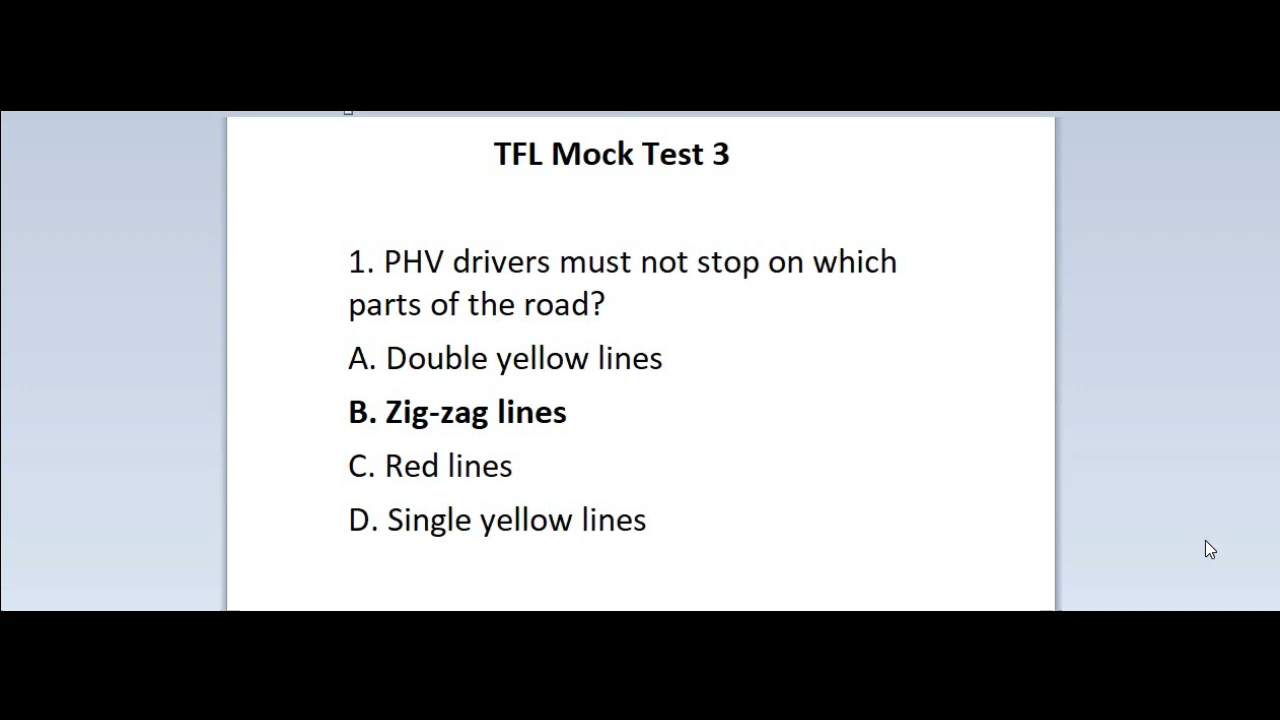 TFL Mock Test 3
1. PHV drivers must not stop on which
parts of the road?
A. Double yellow lines
B. Zig-zag lines
C. Red lines
D. Single yellow lines